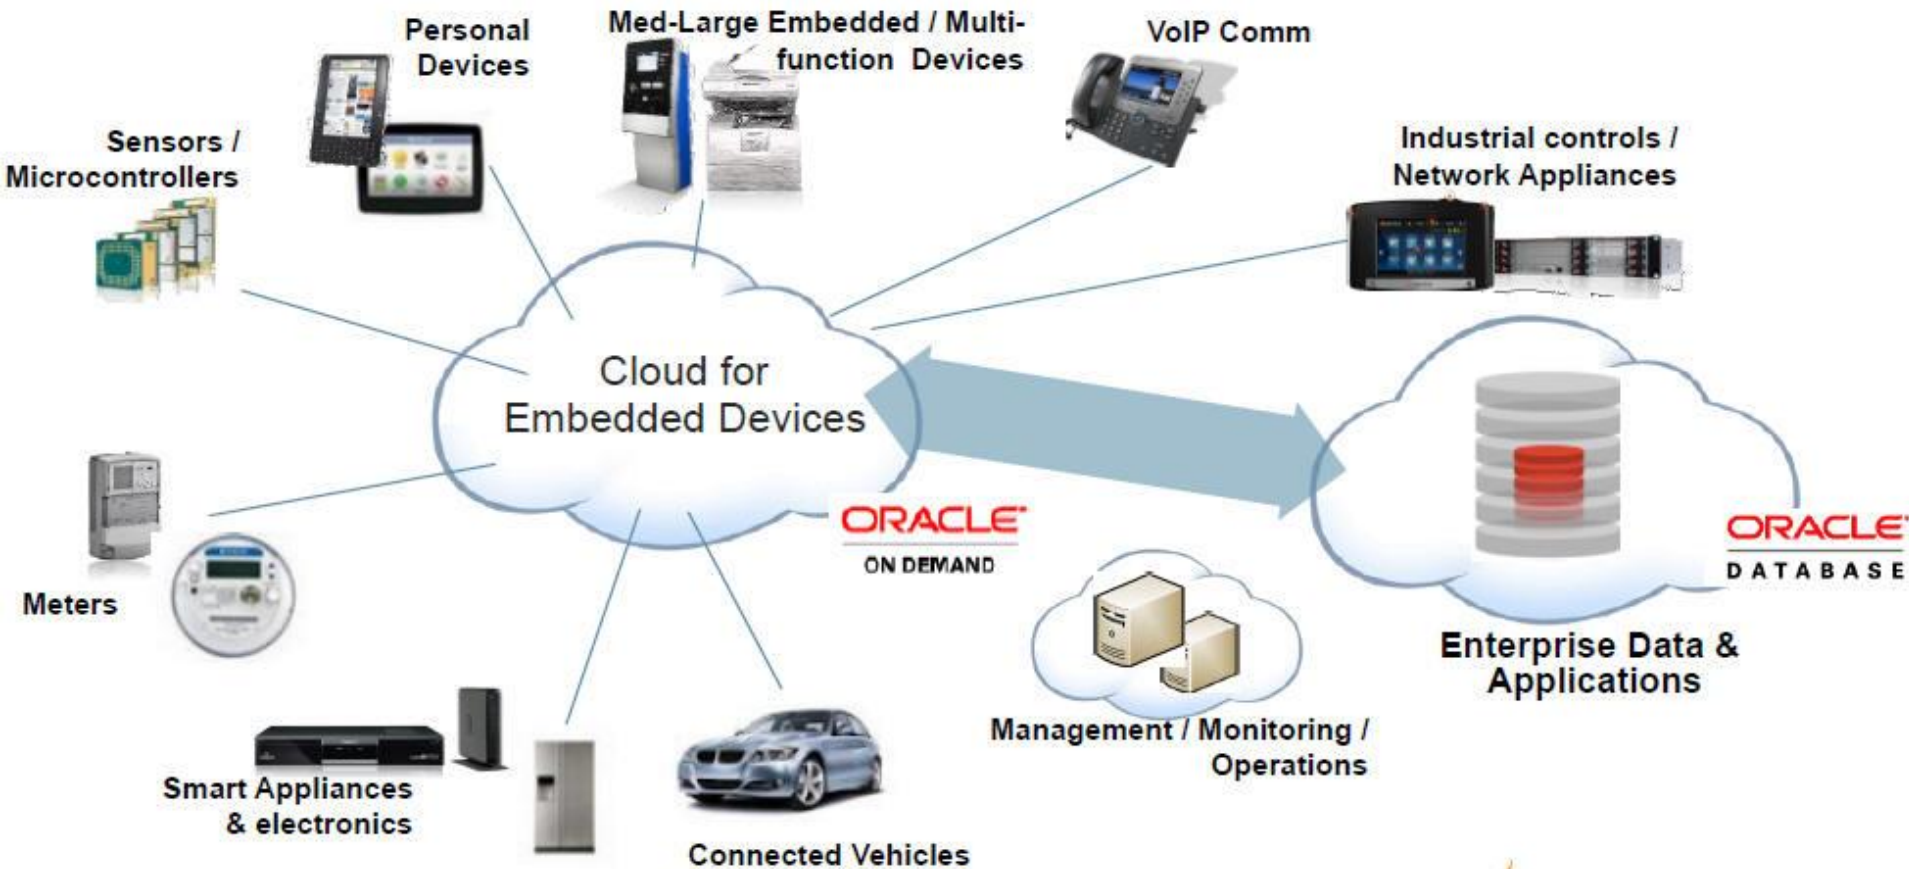 Personal
Devices
Med-Large Embedded / Multi-
function Devices
VoIP Comm
Sensors /
Microcontrollers
Industrial controls /
Network Appliances
Cloud for
Embedded Devices
ORACLE
ON DEMAND
ORACLE
DATABASE
Meters
Enterprise Data &
Applications
Management / Monitoring /
Operations
Smart Appliances
& electronics
Connected Vehicles